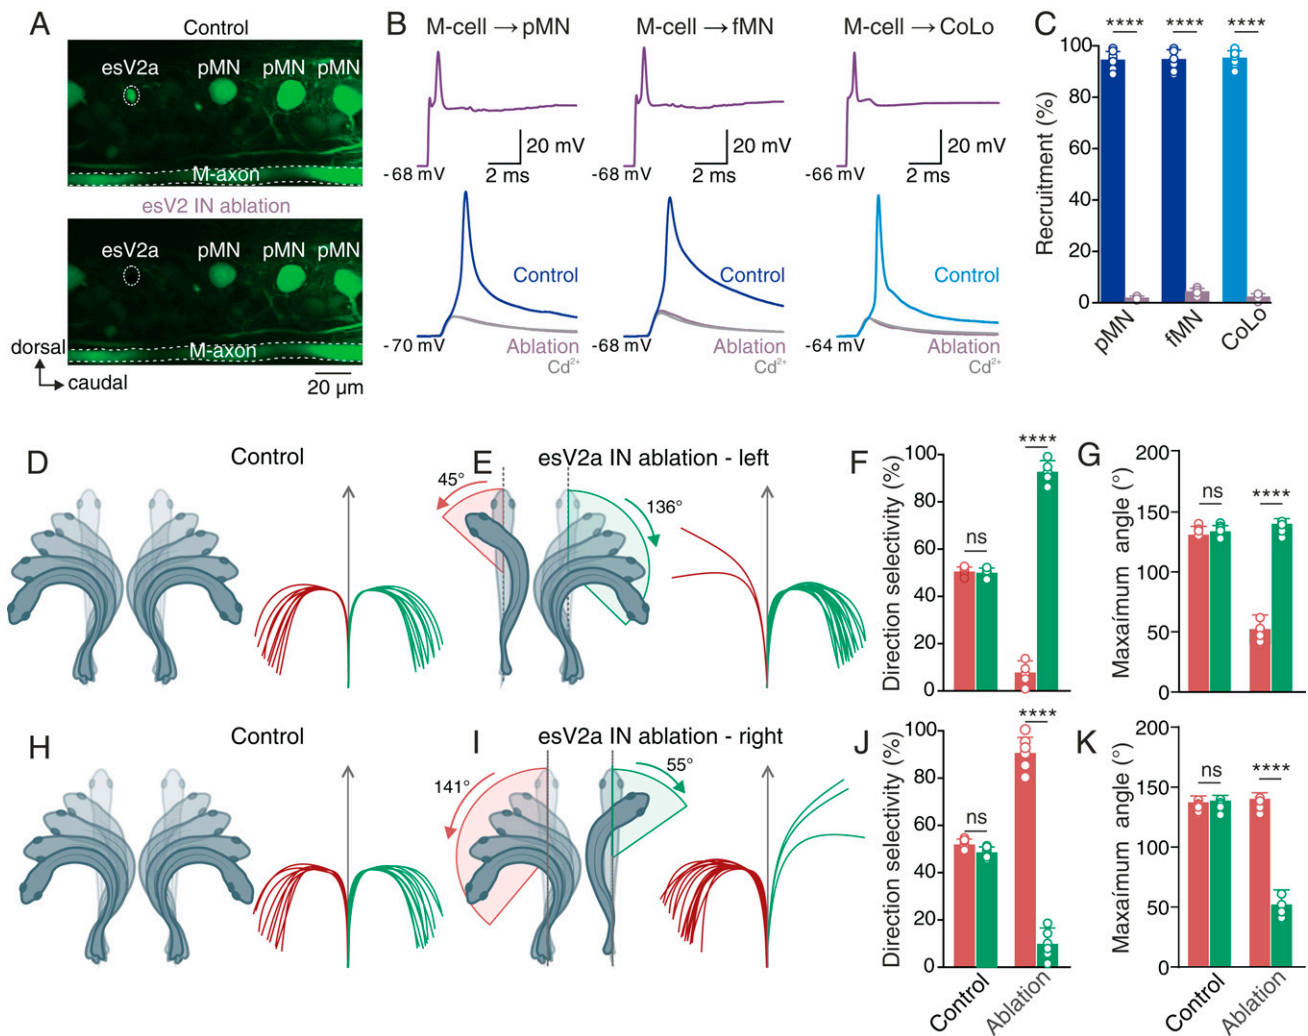 A
Control
esV2a
pMN
pMN
pMN
M-axon
esV2 IN ablation
esV2a
pMN
pMN
pMN
M-axon
dorsal
caudal
20 µm
B
M-cell → pMN
M-cell → fMN
M-cell → CoLo
20 mV
2 ms
-68 mV
20 mV
2 ms
-68 mV
20 mV
2 ms
-66 mV
Control
Ablation
Cd²⁺
-70 mV
Control
Ablation
Cd²⁺
-68 mV
Control
Ablation
Cd²⁺
-64 mV
C
**** **** ****
Recruitment (%)
100
80
60
40
20
0
pMN
fMN
CoLo
D
Control
E
esV2a IN ablation - left
45°
136°
F
Direction selectivity (%)
100
80
60
40
20
0
ns
****
G
Maxaímum angle (°)
200
150
100
50
0
ns
****
H
Control
I
esV2a IN ablation - right
141°
55°
J
Direction selectivity (%)
100
80
60
40
20
0
ns
****
Control
Ablation
K
Maxaímum angle (°)
200
150
100
50
0
ns
****
Control
Ablation